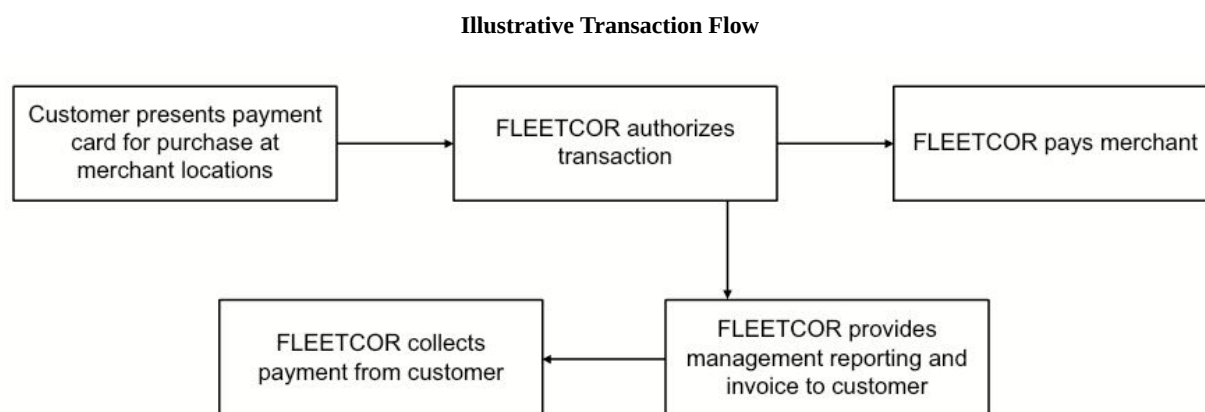 Illustrative Transaction Flow
Customer presents payment
card for purchase at
merchant locations
FLEETCOR authorizes
transaction
FLEETCOR pays merchant
FLEETCOR collects
payment from customer
FLEETCOR provides
management reporting and
invoice to customer